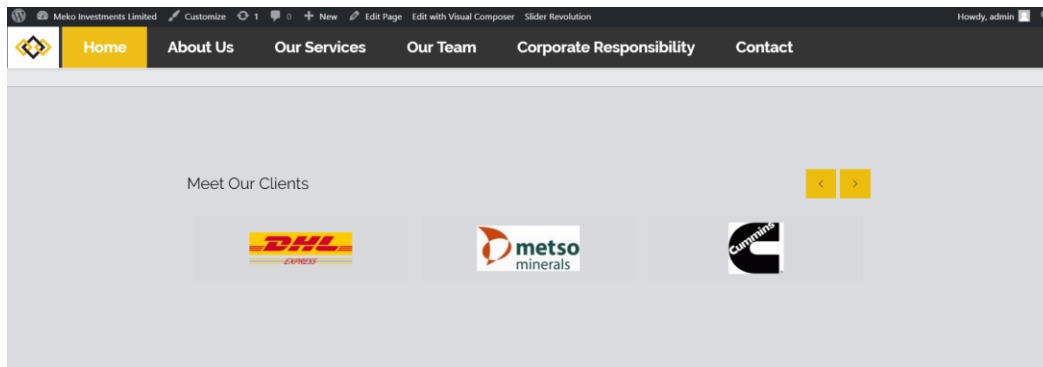 Meko Investments Limited Customize 1 0 New Edit Page Edit with Visual Composer Slider Revolution Howdy, admin
Home About Us Our Services Our Team Corporate Responsibility Contact
Meet Our Clients
DHL
EXPRESS
metso
minerals
Cummins